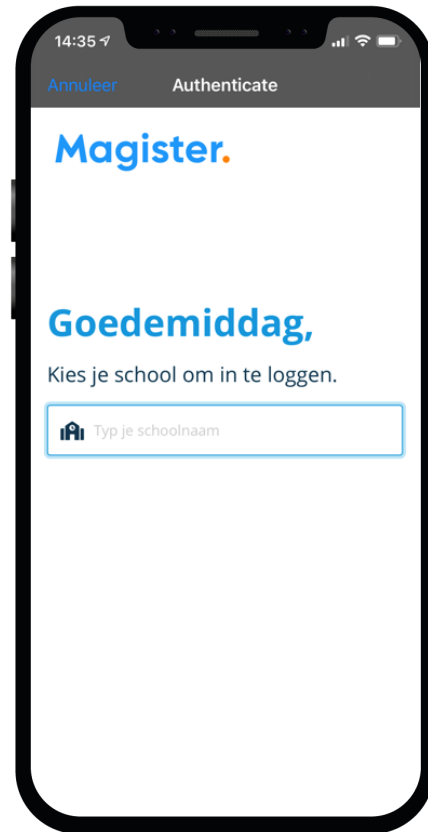 14:35
Annuleer Authenticate
Magister.
Goedemiddag,
Kies je school om in te loggen.
Typ je schoolnaam